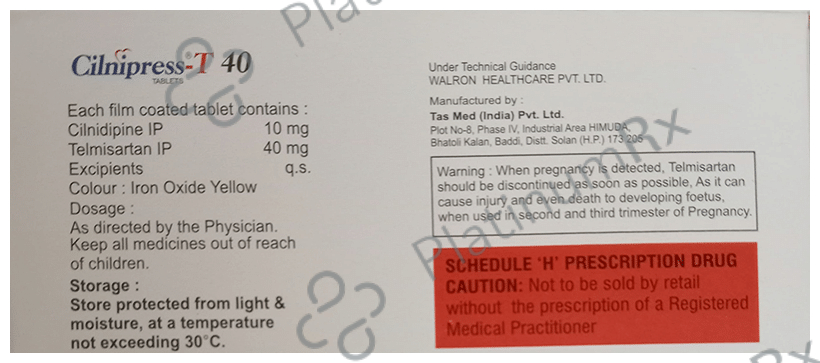 Cilnipress-T 40
TABLETS
Each film coated tablet contains :
Cilnidipine IP 10 mg
Telmisartan IP 40 mg
Excipients q.s.
Colour : Iron Oxide Yellow
Dosage :
As directed by the Physician.
Keep all medicines out of reach
of children.
Storage :
Store protected from light &
moisture, at a temperature
not exceeding 30°C.
Under Technical Guidance
WALRON HEALTHCARE PVT. LTD.
Manufactured by :
Tas Med (India) Pvt. Ltd.
Plot No-8, Phase IV, Industrial Area HIMUDA,
Bhatoli Kalan, Baddi, Distt. Solan (H.P.) 173 205
Warning : When pregnancy is detected, Telmisartan
should be discontinued as soon as possible, As it can
cause injury and even death to developing foetus,
when used in second and third trimester of Pregnancy.
SCHEDULE 'H' PRESCRIPTION DRUG
CAUTION: Not to be sold by retail
without the prescription of a Registered
Medical Practitioner
PlatinumRx